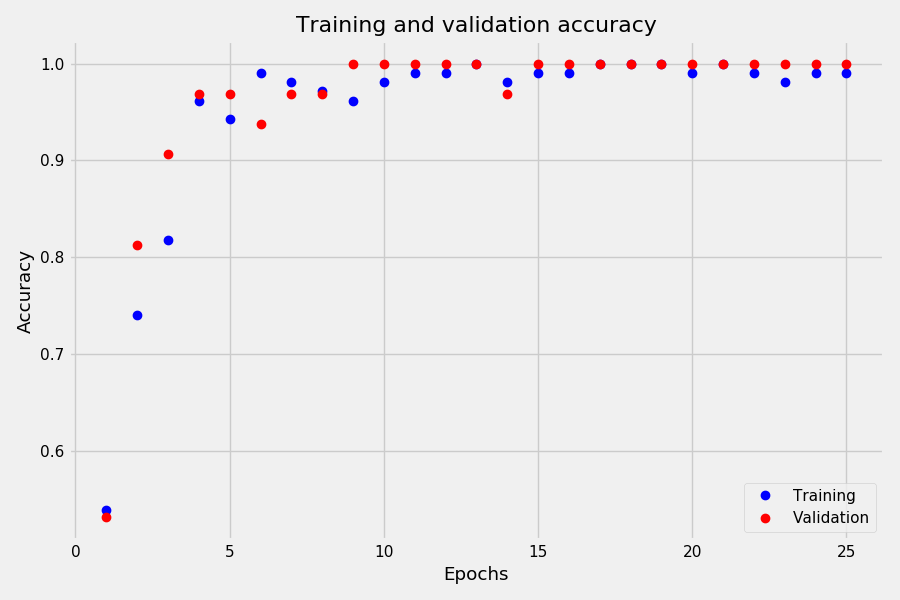 Training and validation accuracy
1.0
0.9
0.8
0.7
0.6
Accuracy
0 5 10 15 20 25
Epochs
Training
Validation